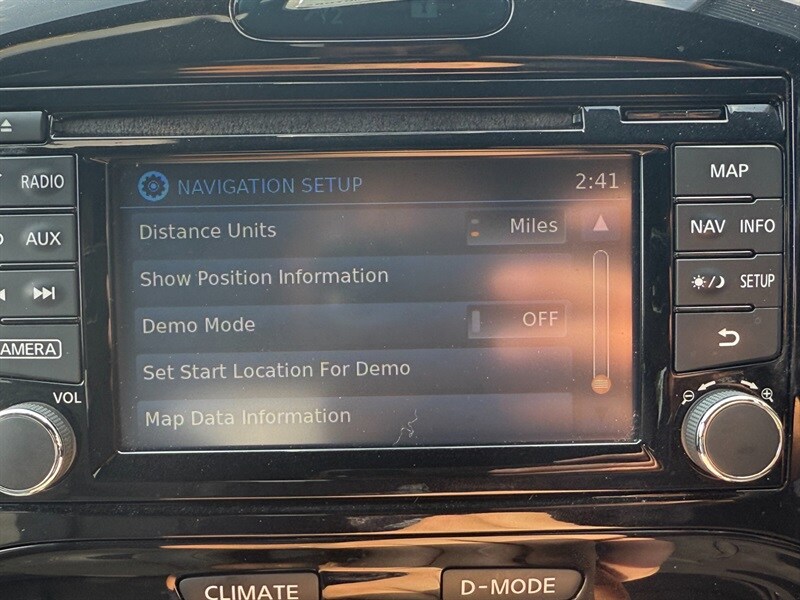 NAVIGATION SETUP 2:41
Distance Units Miles
Show Position Information
Demo Mode OFF
Set Start Location For Demo
Map Data Information
RADIO
AUX
CAMERA
VOL
MAP
NAV INFO
SETUP
CLIMATE
D-MODE